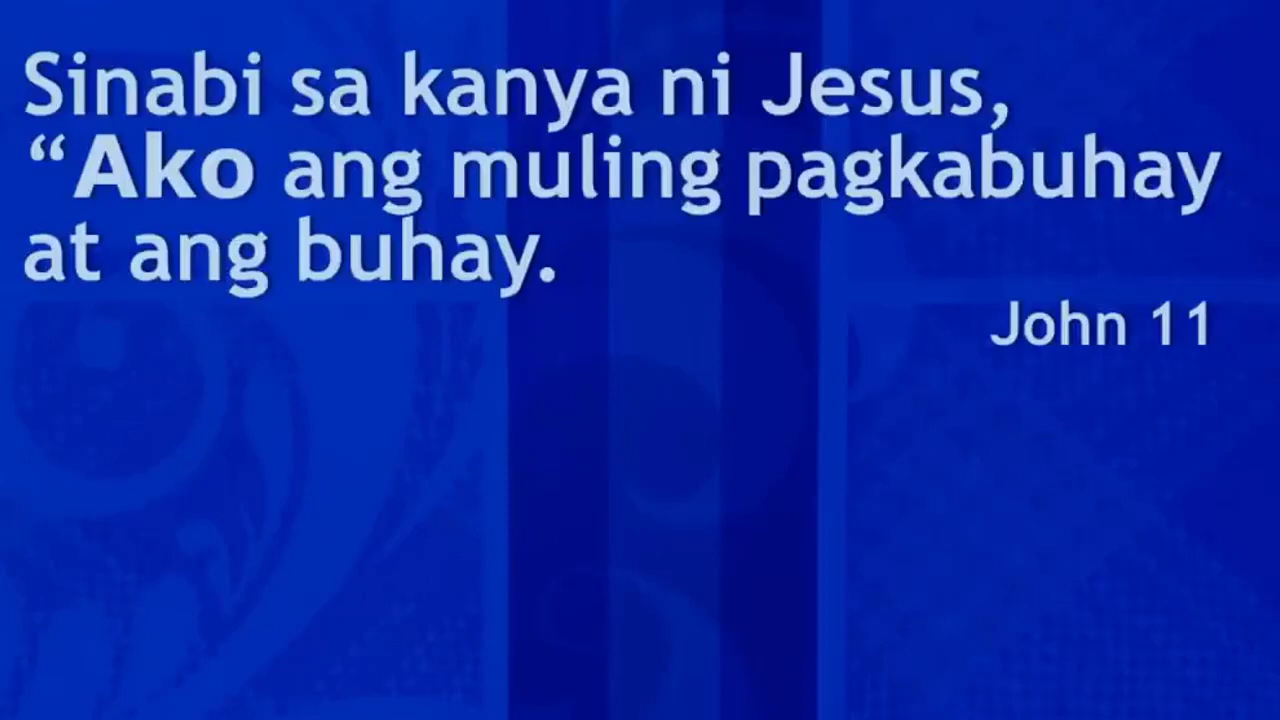 Sinabi sa kanya ni Jesus,
“Ako ang muling pagkabuhay
at ang buhay.
John 11